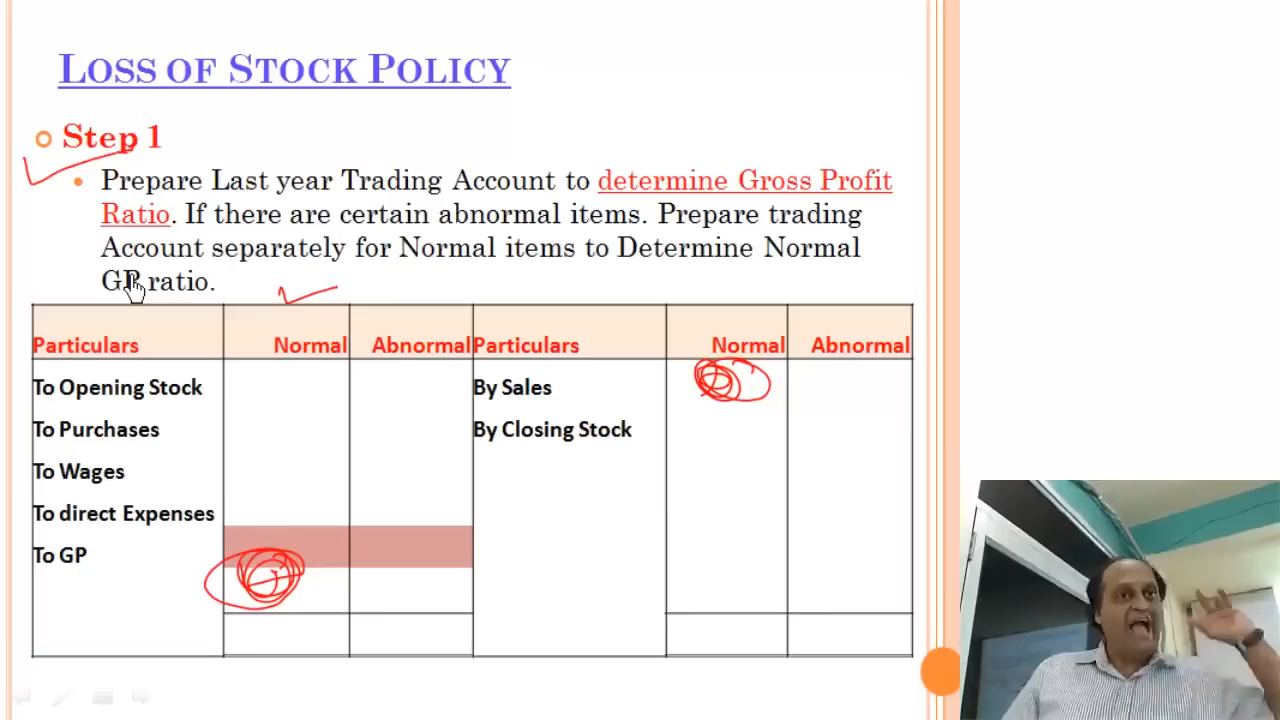 LOSS OF STOCK POLICY
Step 1
Prepare Last year Trading Account to determine Gross Profit
Ratio. If there are certain abnormal items. Prepare trading
Account separately for Normal items to Determine Normal
GP ratio.
Particulars Normal Abnormal Particulars Normal Abnormal
To Opening Stock By Sales
To Purchases By Closing Stock
To Wages
To direct Expenses
To GP